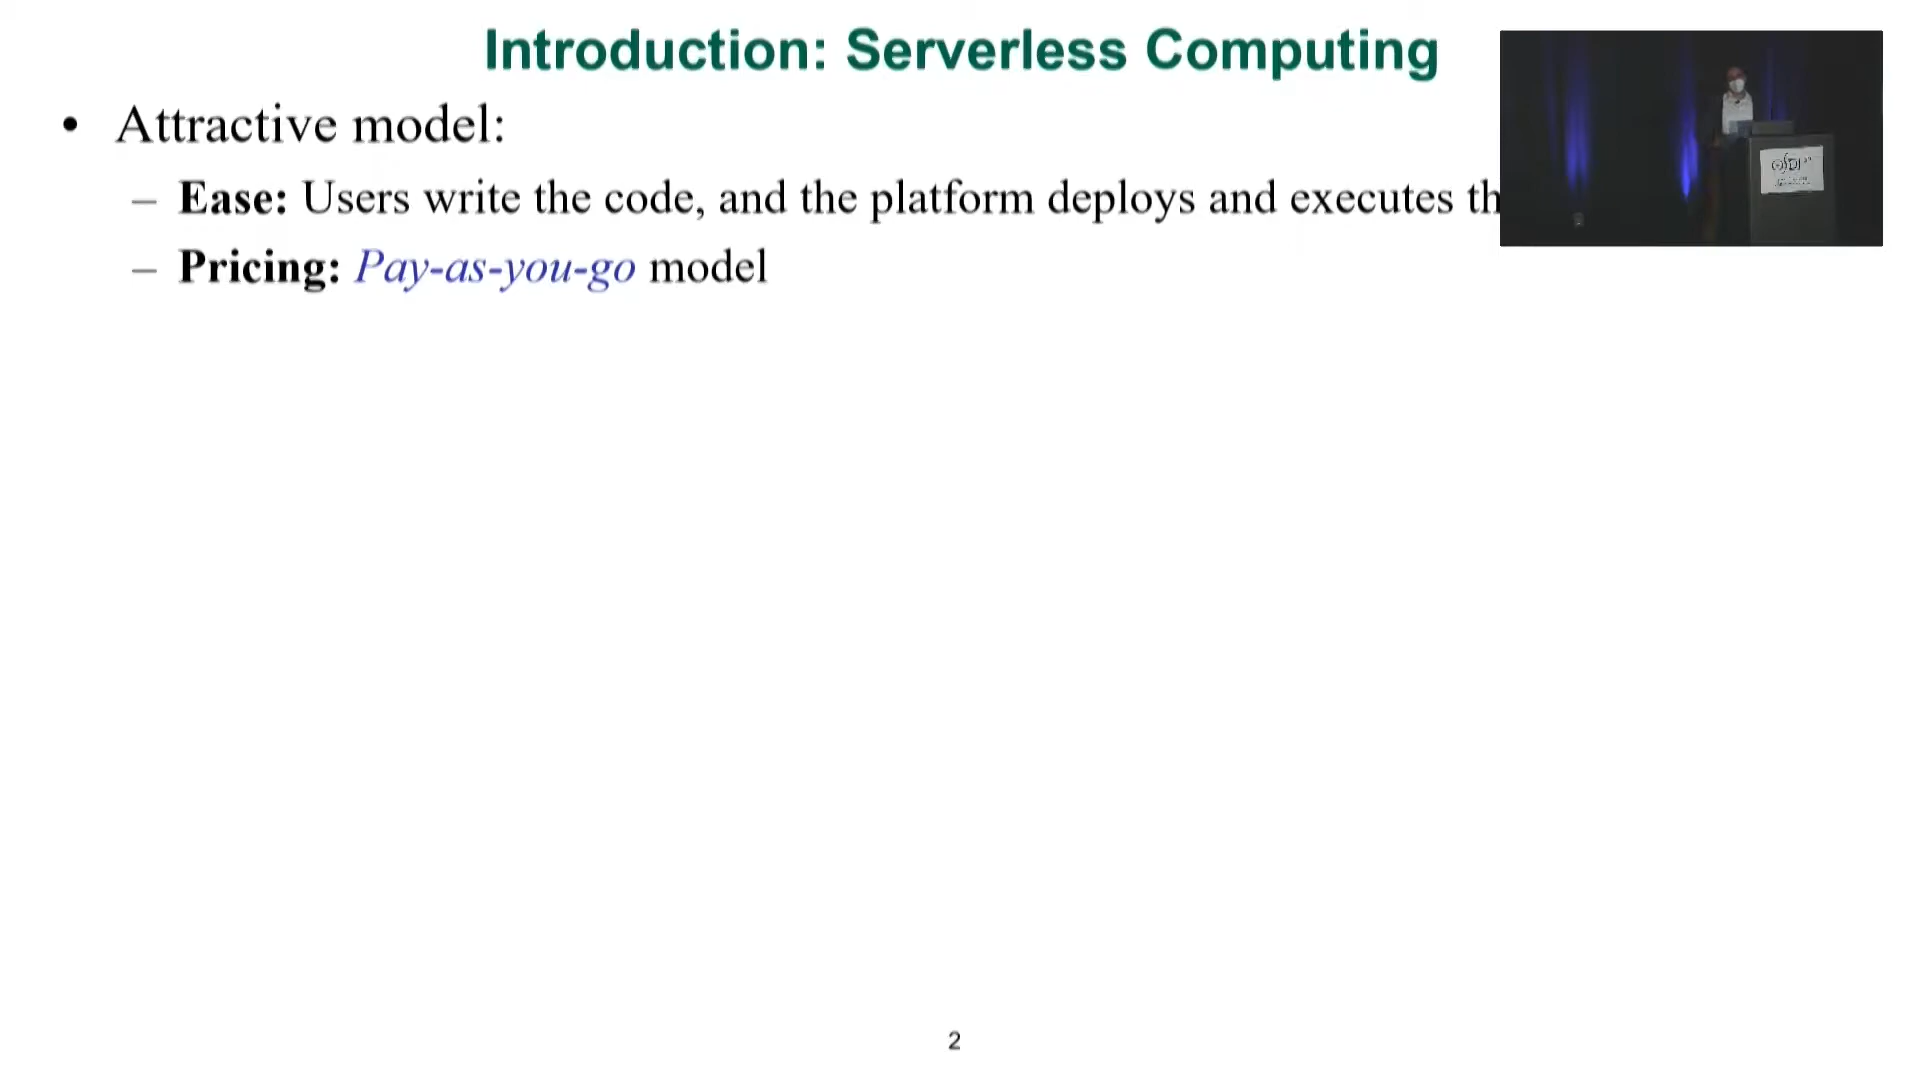 Introduction: Serverless Computing
• Attractive model:
– Ease: Users write the code, and the platform deploys and executes th
– Pricing: Pay-as-you-go model
2